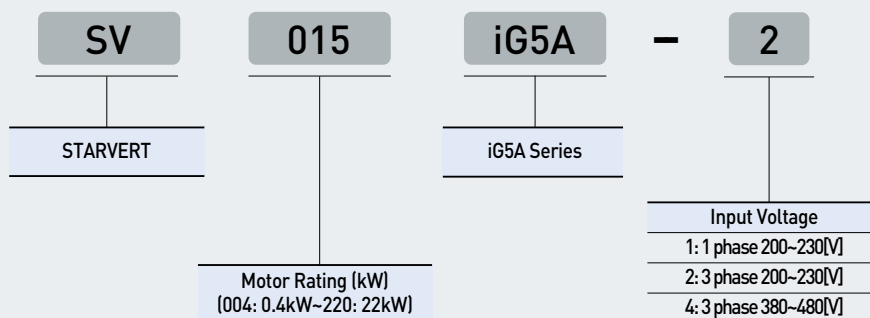 SV 015 iG5A - 2
STARVERT
iG5A Series
Motor Rating (kW)
(004: 0.4kW~220: 22kW)
Input Voltage
1: 1 phase 200~230[V]
2: 3 phase 200~230[V]
4: 3 phase 380~480[V]